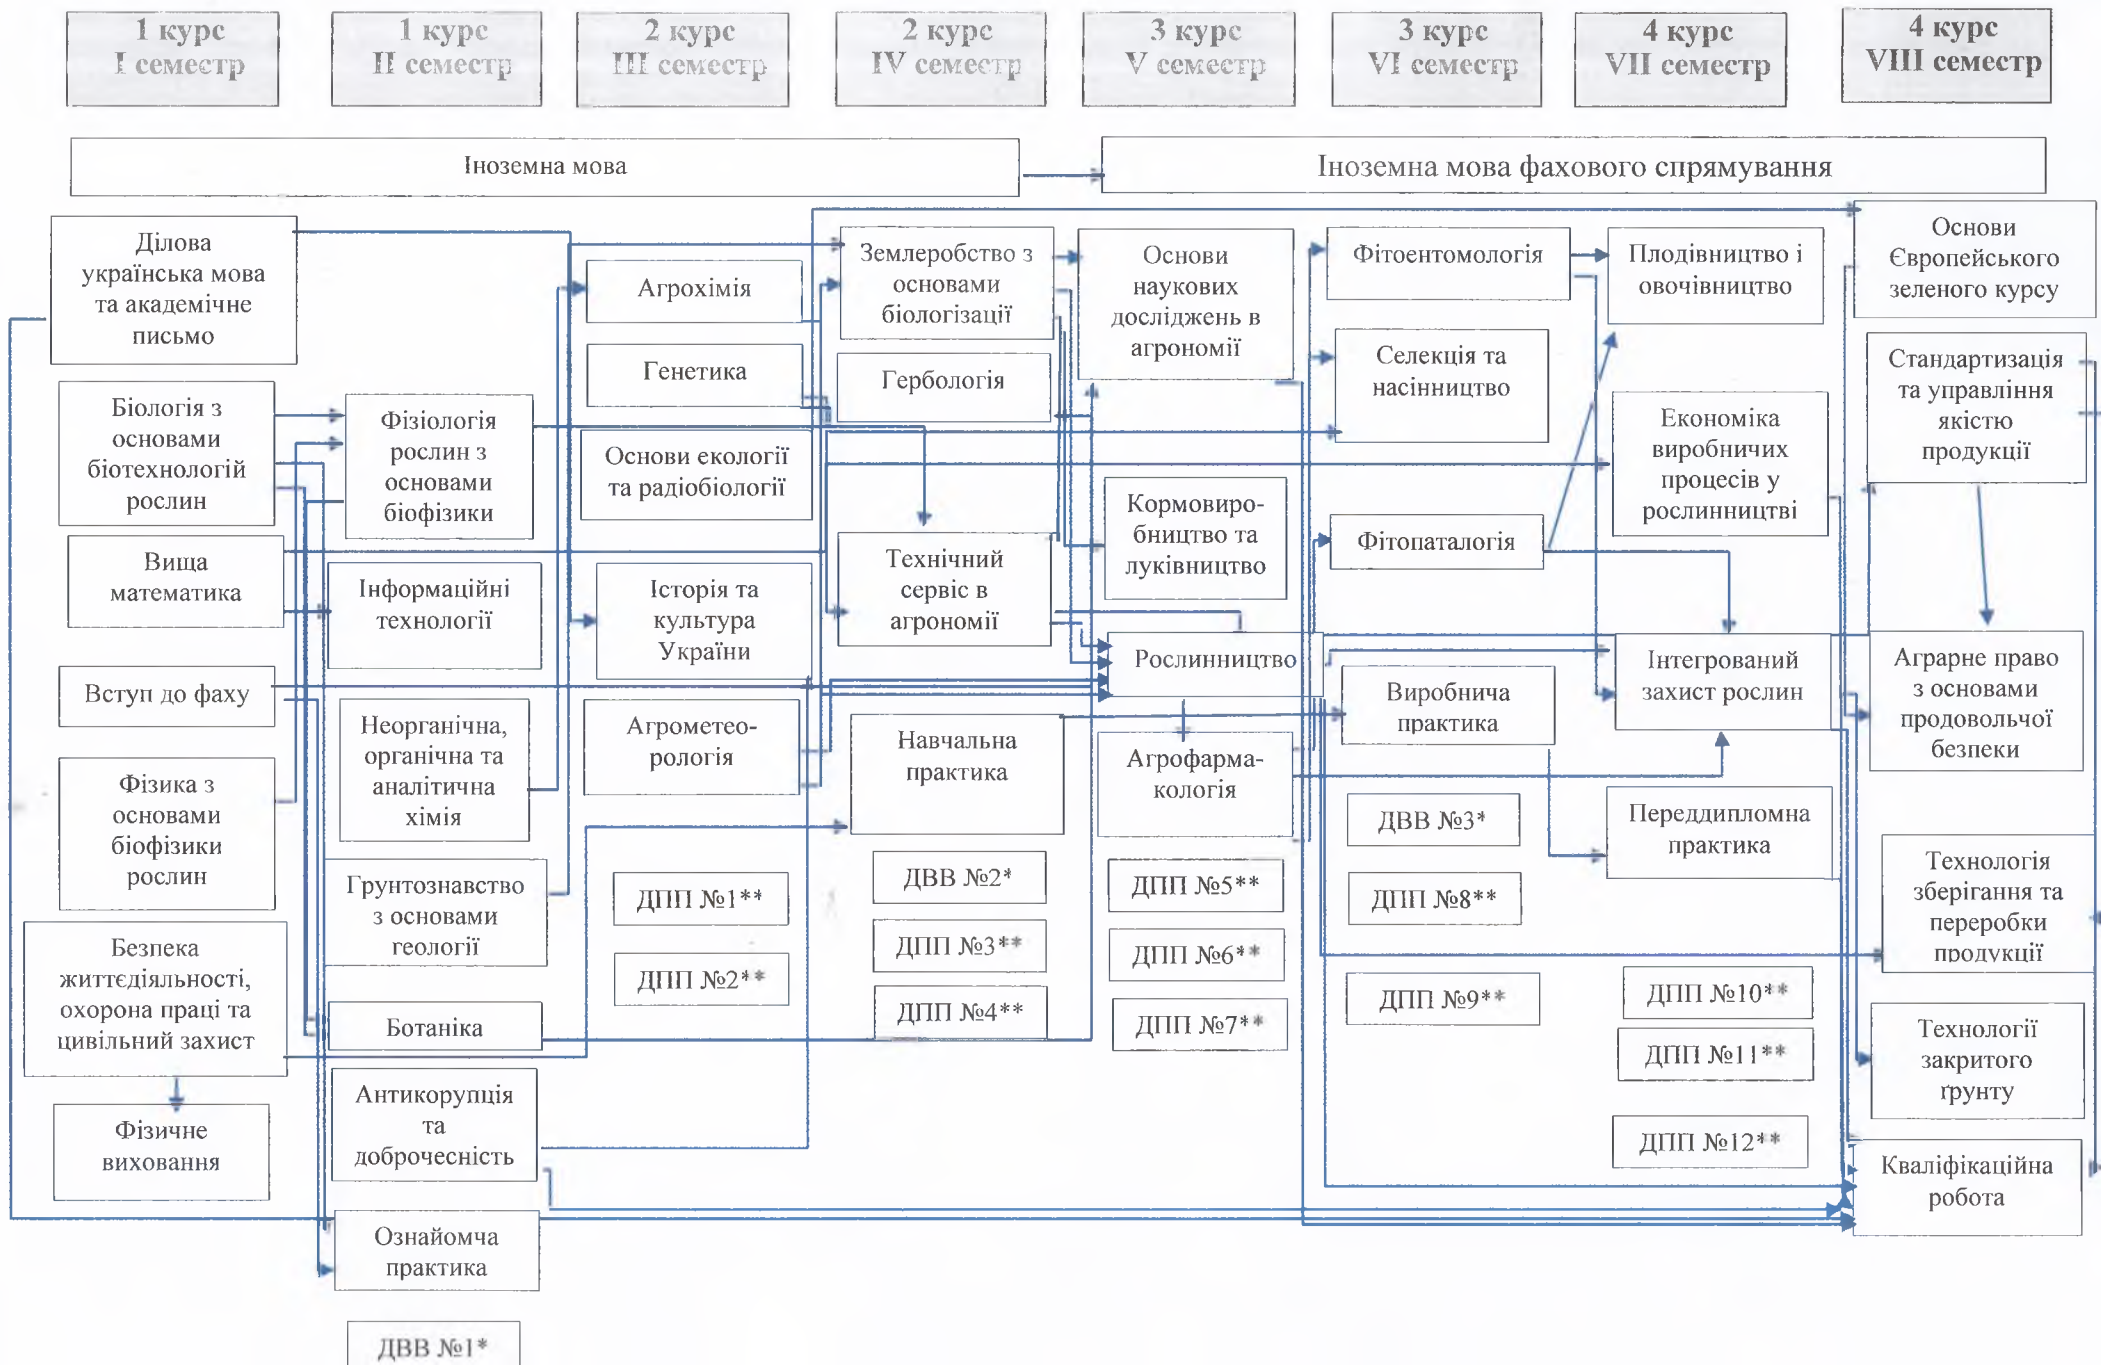 1 курс
I семестр
1 курс
II семестр
2 курс
III семестр
2 курс
IV семестр
3 курс
V семестр
3 курс
VI семестр
4 курс
VII семестр
4 курс
VIII семестр
Іноземна мова
Іноземна мова фахового спрямування
Ділова
українська мова
та академічне
письмо
Біологія з
основами
біотехнологій
рослин
Вища
математика
Вступ до фаху
Фізика з
основами
біофізики
рослин
Безпека
життєдіяльності,
охорона праці та
цивільний захист
Фізичне
виховання
Фізіологія
рослин з
основами
біофізики
Інформаційні
технології
Неорганічна,
органічна та
аналітична
хімія
Грунтознавство
з основами
геології
Ботаніка
Антикорупція
та
доброчесність
Ознайомча
практика
ДВВ №1*
Агрохімія
Генетика
Основи екології
та радіобіології
Історія та
культура
України
Агрометео-
рологія
ДПП №1**
ДПП №2**
Землеробство з
основами
біологізації
Гербологія
Технічний
сервіс в
агрономії
Навчальна
практика
ДВВ №2*
ДПП №3**
ДПП №4**
Основи
наукових
досліджень в
агрономії
Кормовиро-
бництво та
луківництво
Рослинництво
Агрофарма-
кологія
ДПП №5**
ДПП №6**
ДПП №7**
Фітоентомологія
Селекція та
насінництво
Фітопаталогія
Виробнича
практика
ДВВ №3*
ДПП №8**
ДПП №9**
Плодівництво і
овочівництво
Економіка
виробничих
процесів у
рослинництві
Інтегрований
захист рослин
Переддипломна
практика
ДПП №10**
ДПП №11**
ДПП №12**
Основи
Європейського
зеленого курсу
Стандартизація
та управління
якістю
продукції
Аграрне право
з основами
продовольчої
безпеки
Технологія
зберігання та
переробки
продукції
Технології
закритого
ґрунту
Кваліфікаційна
робота